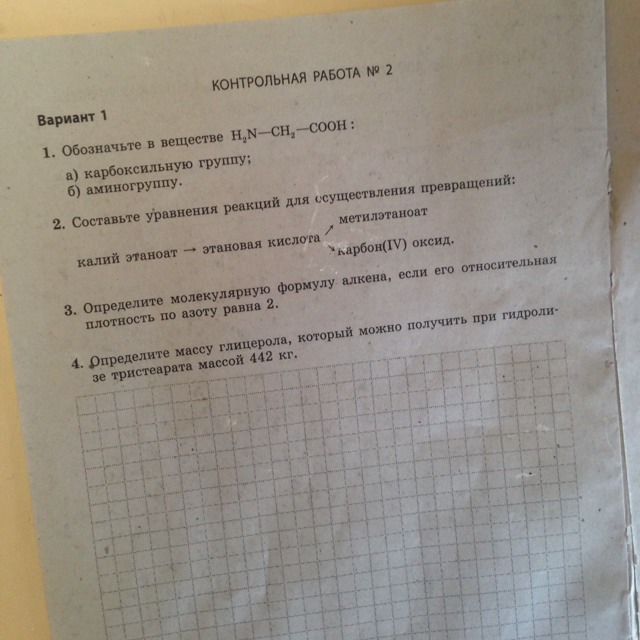 КОНТРОЛЬНАЯ РАБОТА № 2
Вариант 1
1. Обозначьте в веществе H₂N—CH₂—COOH:
а) карбоксильную группу;
б) аминогруппу.
2. Составьте уравнения реакций для осуществления превращений:
метилэтаноат
калий этаноат → этановая кислота ↗
↘ карбон(IV) оксид.
3. Определите молекулярную формулу алкена, если его относительная
плотность по азоту равна 2.
4. Определите массу глицерола, который можно получить при гидроли-
зе тристеарата массой 442 кг.